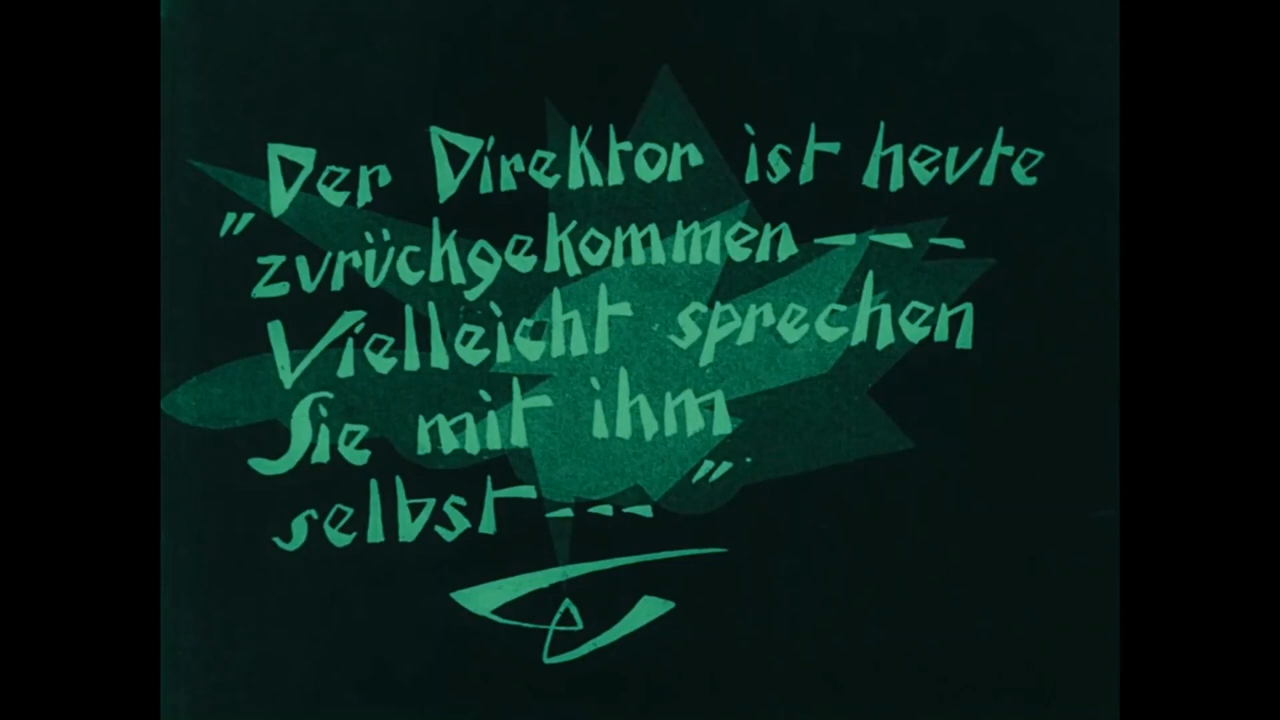 Der Direktor ist heute
"zurückgekommen - - -
Vielleicht sprechen
Sie mit ihm
selbst - - - "